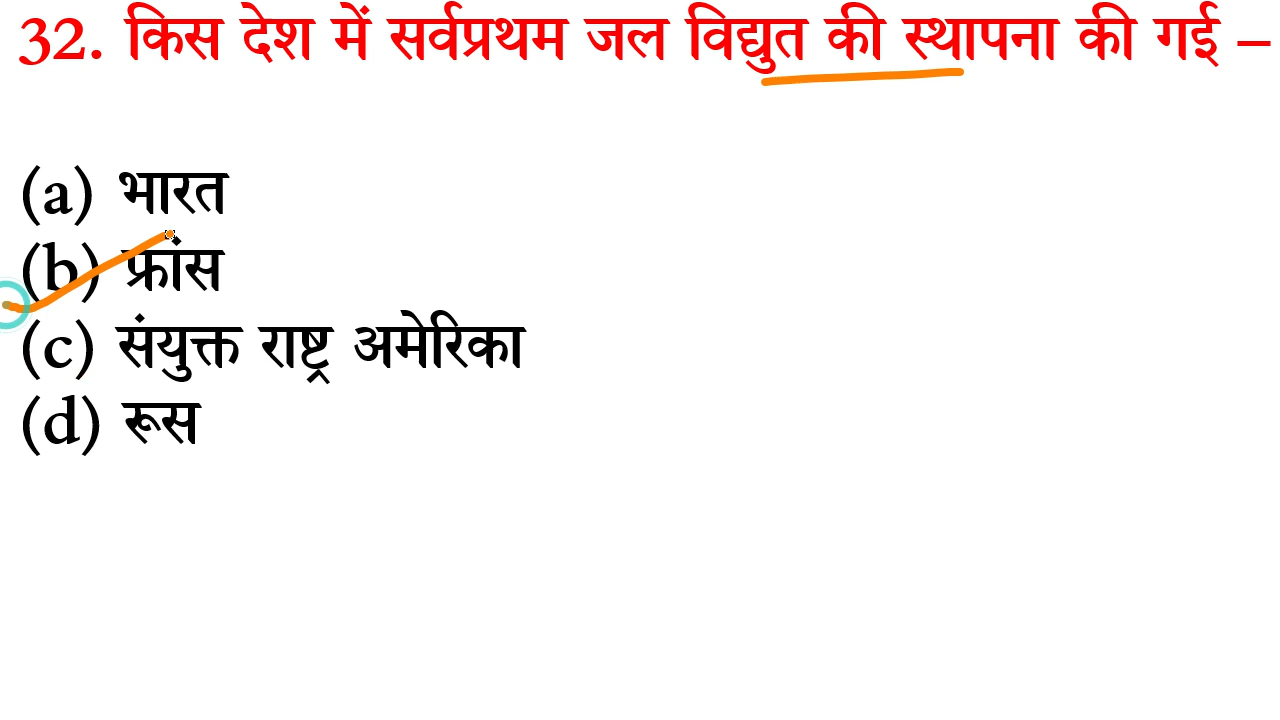 32. किस देश में सर्वप्रथम जल विद्युत की स्थापना की गई –
(a) भारत
(b) फ्रांस
(c) संयुक्त राष्ट्र अमेरिका
(d) रूस